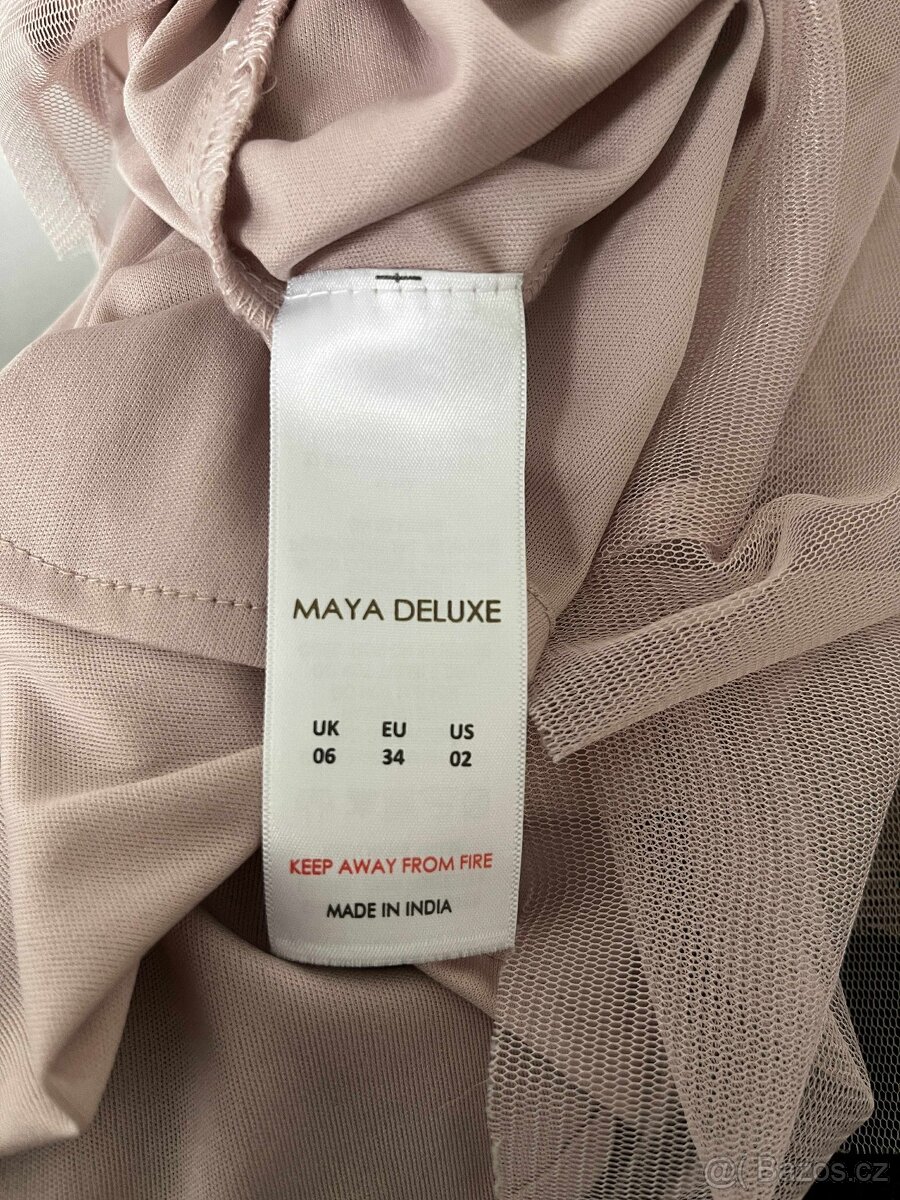 MAYA DELUXE
UK EU US
06 34 02
KEEP AWAY FROM FIRE
MADE IN INDIA
@( Bazos.cz